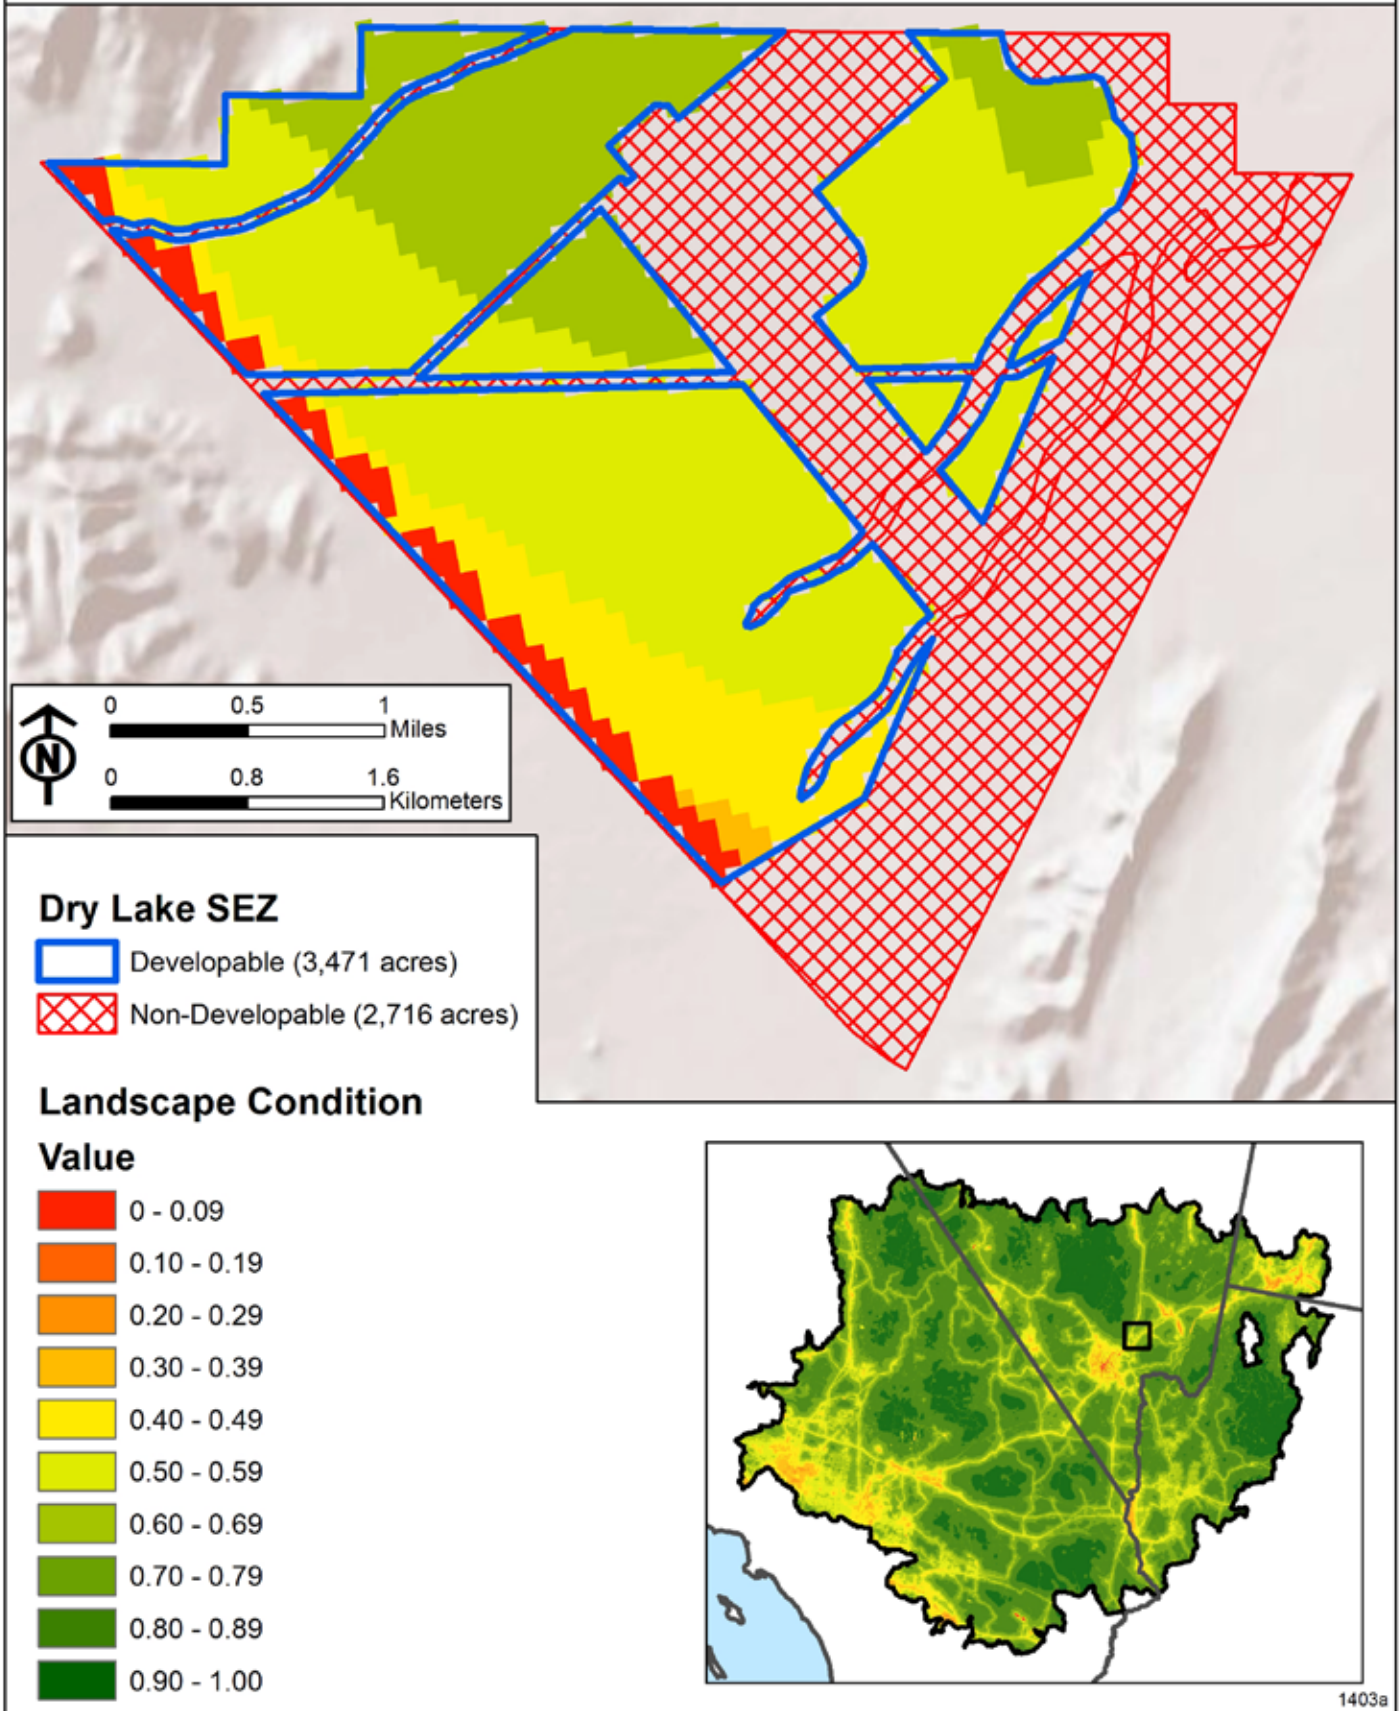 0 0.5 1
Miles
N
0 0.8 1.6
Kilometers
Dry Lake SEZ
Developable (3,471 acres)
Non-Developable (2,716 acres)
Landscape Condition
Value
0 - 0.09
0.10 - 0.19
0.20 - 0.29
0.30 - 0.39
0.40 - 0.49
0.50 - 0.59
0.60 - 0.69
0.70 - 0.79
0.80 - 0.89
0.90 - 1.00
1403a